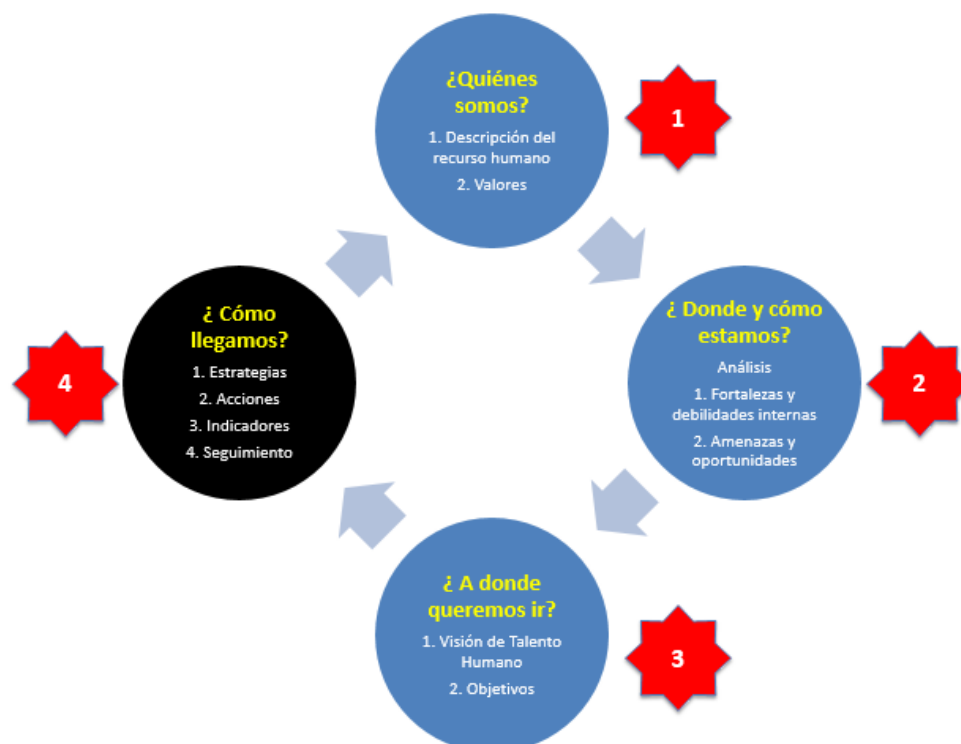 ¿Quiénes
somos?
1. Descripción del
recurso humano
2. Valores
1
¿ Donde y cómo
estamos?
Análisis
1. Fortalezas y
debilidades internas
2. Amenazas y
oportunidades
2
¿ A donde
queremos ir?
1. Visión de Talento
Humano
2. Objetivos
3
¿ Cómo
llegamos?
1. Estrategias
2. Acciones
3. Indicadores
4. Seguimiento
4